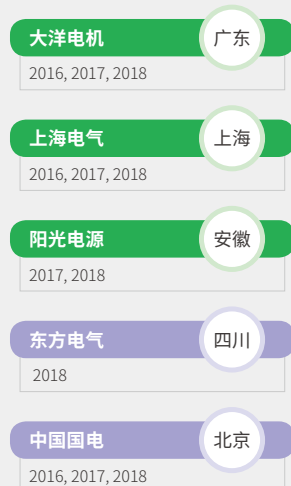 大洋电机 广东
2016, 2017, 2018
上海电气 上海
2016, 2017, 2018
阳光电源 安徽
2017, 2018
东方电气 四川
2018
中国国电 北京
2016, 2017, 2018